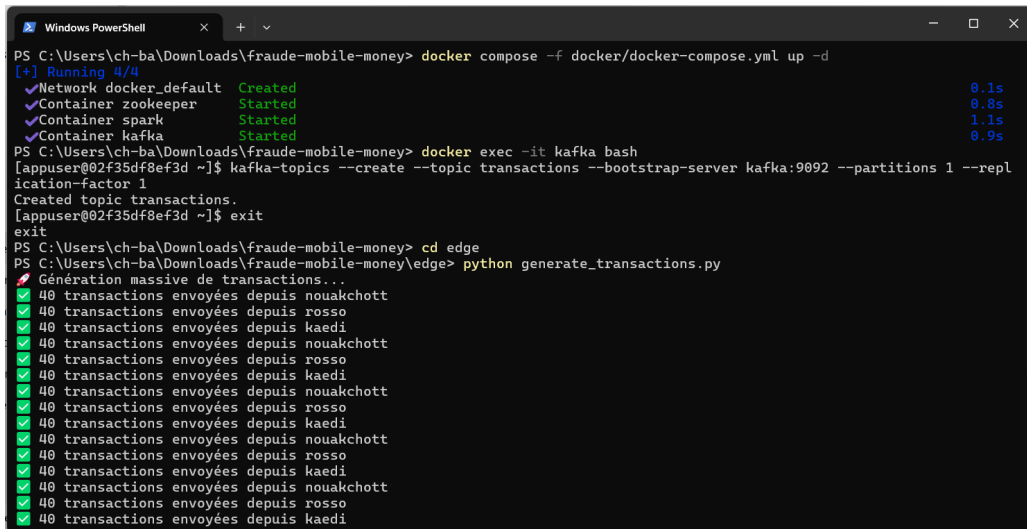 Windows PowerShell
PS C:\Users\ch-ba\Downloads\fraude-mobile-money> docker compose -f docker/docker-compose.yml up -d
[+] Running 4/4
✔Network docker_default Created 0.1s
✔Container zookeeper Started 0.8s
✔Container spark Started 1.1s
✔Container kafka Started 0.9s
PS C:\Users\ch-ba\Downloads\fraude-mobile-money> docker exec -it kafka bash
[appuser@02f35df8ef3d ~]$ kafka-topics --create --topic transactions --bootstrap-server kafka:9092 --partitions 1 --repl
ication-factor 1
Created topic transactions.
[appuser@02f35df8ef3d ~]$ exit
exit
PS C:\Users\ch-ba\Downloads\fraude-mobile-money> cd edge
PS C:\Users\ch-ba\Downloads\fraude-mobile-money\edge> python generate_transactions.py
🚀 Génération massive de transactions...
✅ 40 transactions envoyées depuis nouakchott
✅ 40 transactions envoyées depuis rosso
✅ 40 transactions envoyées depuis kaedi
✅ 40 transactions envoyées depuis nouakchott
✅ 40 transactions envoyées depuis rosso
✅ 40 transactions envoyées depuis kaedi
✅ 40 transactions envoyées depuis nouakchott
✅ 40 transactions envoyées depuis rosso
✅ 40 transactions envoyées depuis kaedi
✅ 40 transactions envoyées depuis nouakchott
✅ 40 transactions envoyées depuis rosso
✅ 40 transactions envoyées depuis kaedi
✅ 40 transactions envoyées depuis nouakchott
✅ 40 transactions envoyées depuis rosso
✅ 40 transactions envoyées depuis kaedi